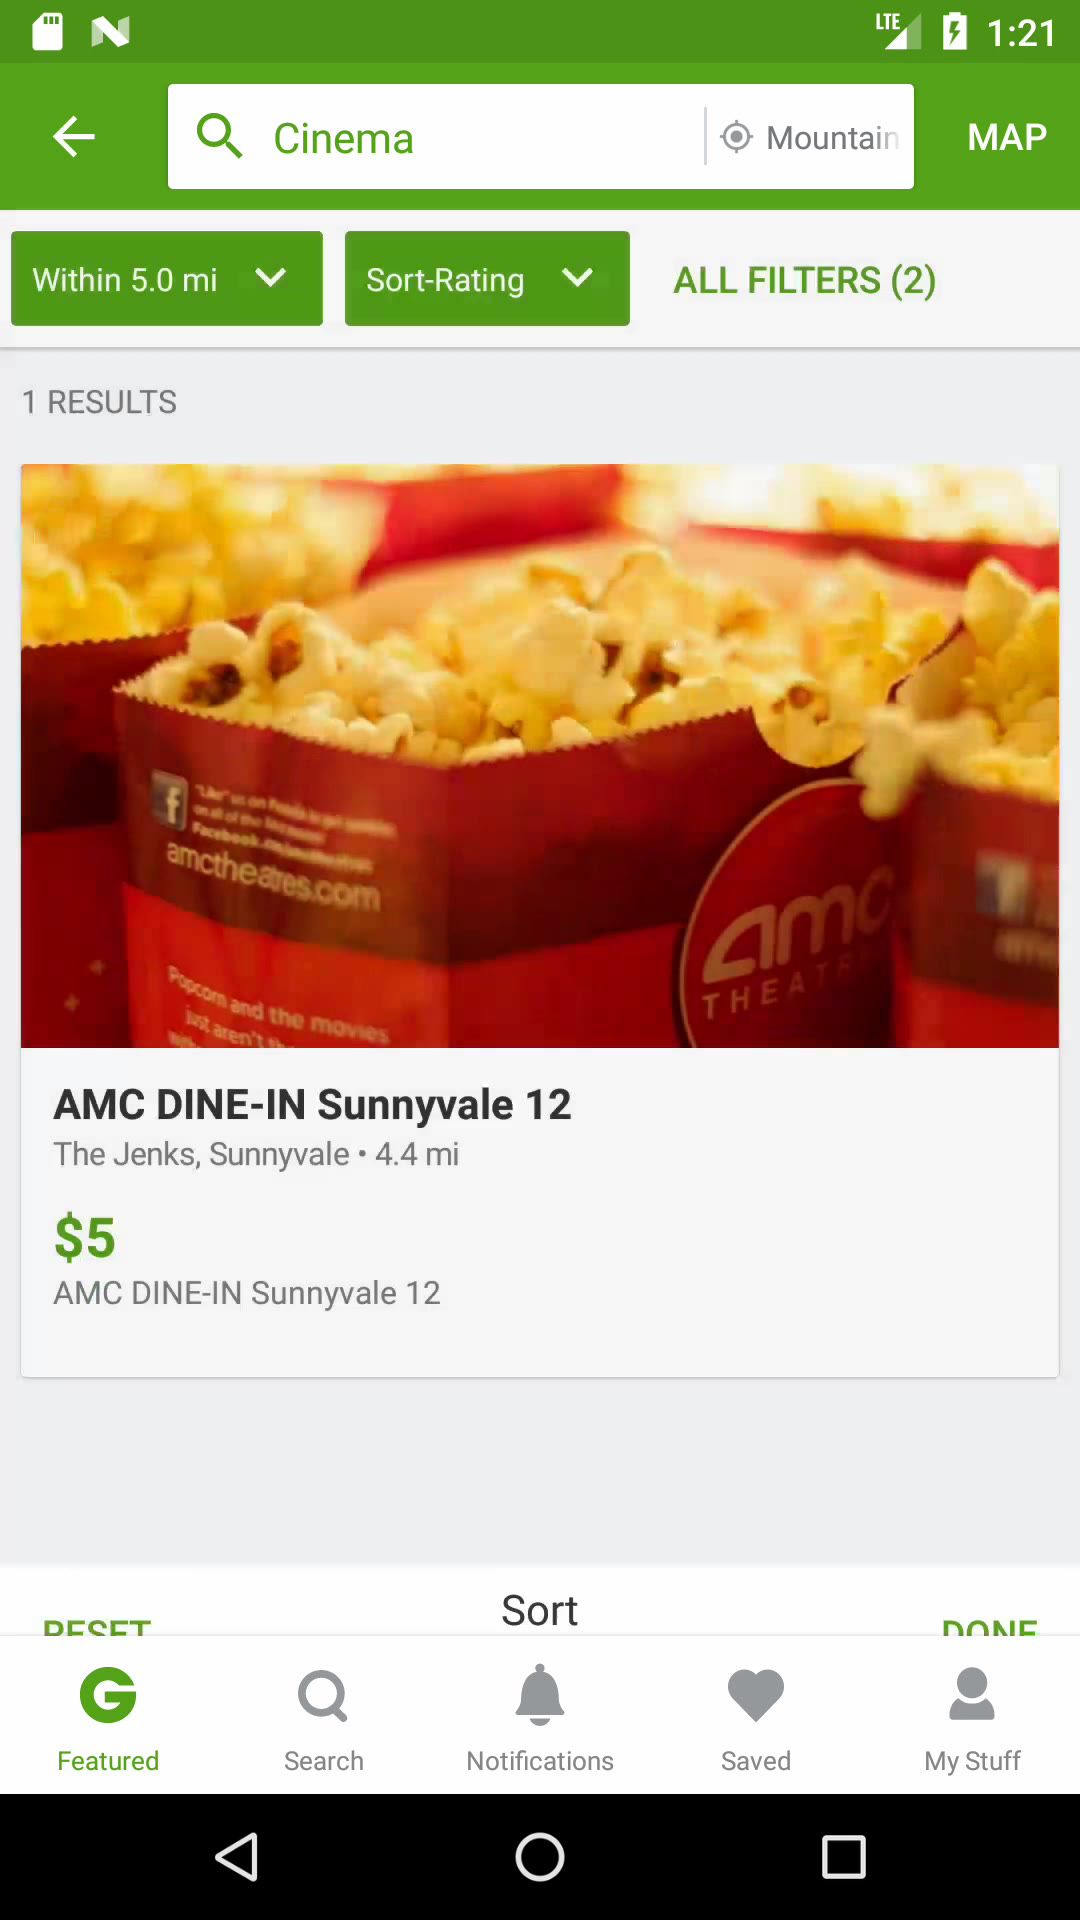 LTE 1:21
Cinema Mountain MAP
Within 5.0 mi Sort-Rating ALL FILTERS (2)
1 RESULTS
amctheatres.com
Popcorn and the movies
just aren't
amc
THEATR
AMC DINE-IN Sunnyvale 12
The Jenks, Sunnyvale • 4.4 mi
$5
AMC DINE-IN Sunnyvale 12
Sort
RESET DONE
Featured Search Notifications Saved My Stuff